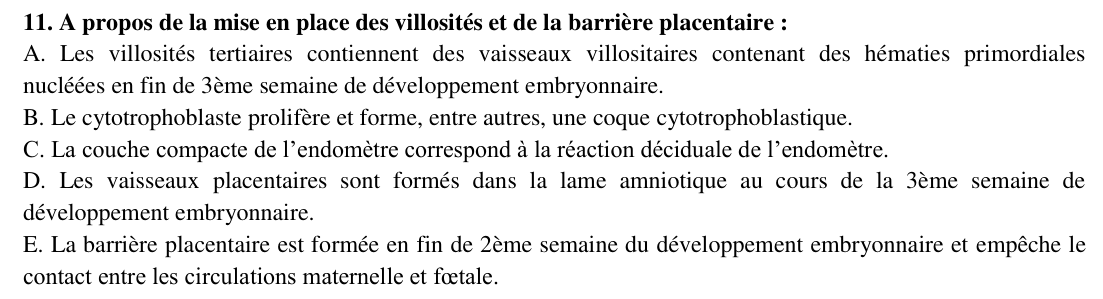 11. A propos de la mise en place des villosités et de la barrière placentaire :
A. Les villosités tertiaires contiennent des vaisseaux villositaires contenant des hématies primordiales
nucléées en fin de 3ème semaine de développement embryonnaire.
B. Le cytotrophoblaste prolifère et forme, entre autres, une coque cytotrophoblastique.
C. La couche compacte de l’endomètre correspond à la réaction déciduale de l’endomètre.
D. Les vaisseaux placentaires sont formés dans la lame amniotique au cours de la 3ème semaine de
développement embryonnaire.
E. La barrière placentaire est formée en fin de 2ème semaine du développement embryonnaire et empêche le
contact entre les circulations maternelle et fœtale.